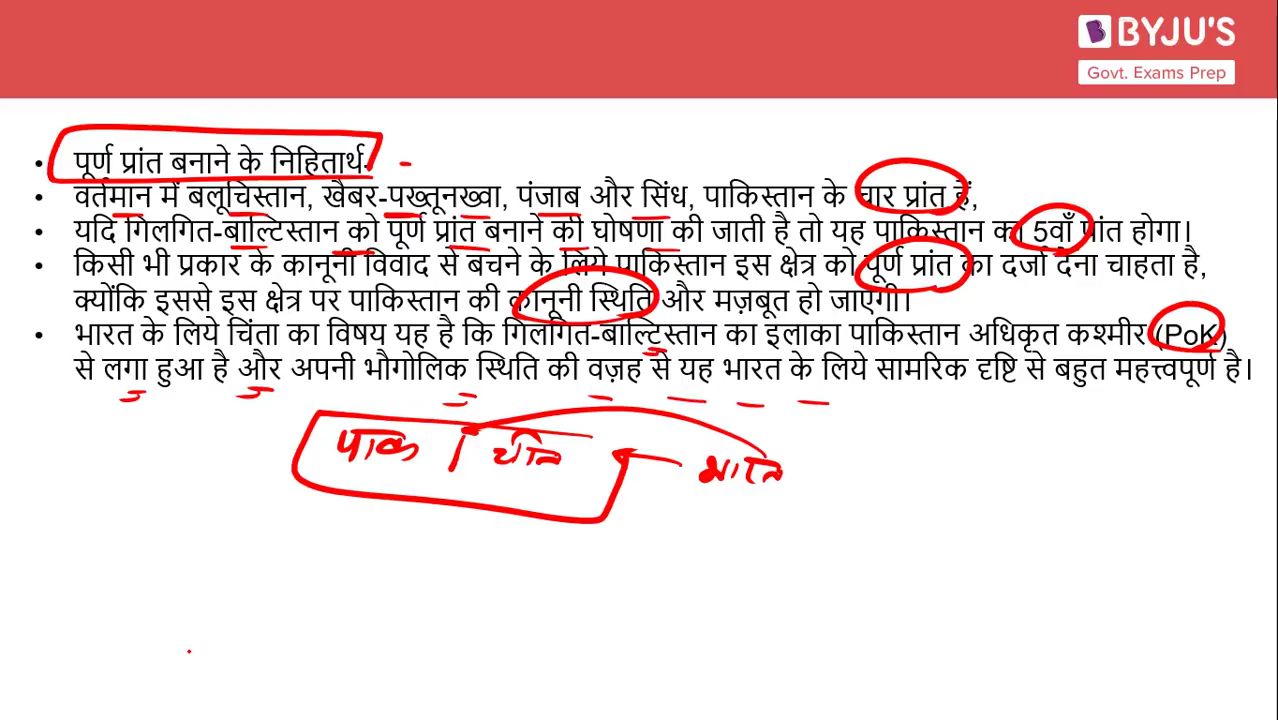 BYJU'S
Govt. Exams Prep
• पूर्ण प्रांत बनाने के निहितार्थ-
• वर्तमान में बलूचिस्तान, खैबर-पख्तूनख्वा, पंजाब और सिंध, पाकिस्तान के चार प्रांत हैं,
• यदि गिलगित-बाल्टिस्तान को पूर्ण प्रांत बनाने की घोषणा की जाती है तो यह पाकिस्तान का 5वाँ प्रांत होगा।
• किसी भी प्रकार के कानूनी विवाद से बचने के लिये पाकिस्तान इस क्षेत्र को पूर्ण प्रांत का दर्जा देना चाहता है,
क्योंकि इससे इस क्षेत्र पर पाकिस्तान की कानूनी स्थिति और मज़बूत हो जाएगी।
• भारत के लिये चिंता का विषय यह है कि गिलगित-बाल्टिस्तान का इलाका पाकिस्तान अधिकृत कश्मीर (PoK)
से लगा हुआ है और अपनी भौगोलिक स्थिति की वज़ह से यह भारत के लिये सामरिक दृष्टि से बहुत महत्त्वपूर्ण है।
पाक चीन भारत